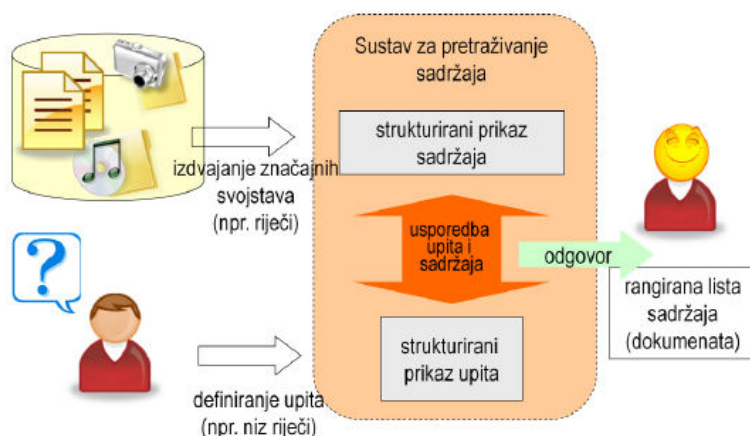 Sustav za pretraživanje
sadržaja
strukturirani prikaz
sadržaja
izdvajanje značajnih
svojstava
(npr. riječi)
usporedba
upita i
sadržaja
odgovor
rangirana lista
sadržaja
(dokumenata)
?
strukturirani
prikaz upita
definiranje upita
(npr. niz riječi)